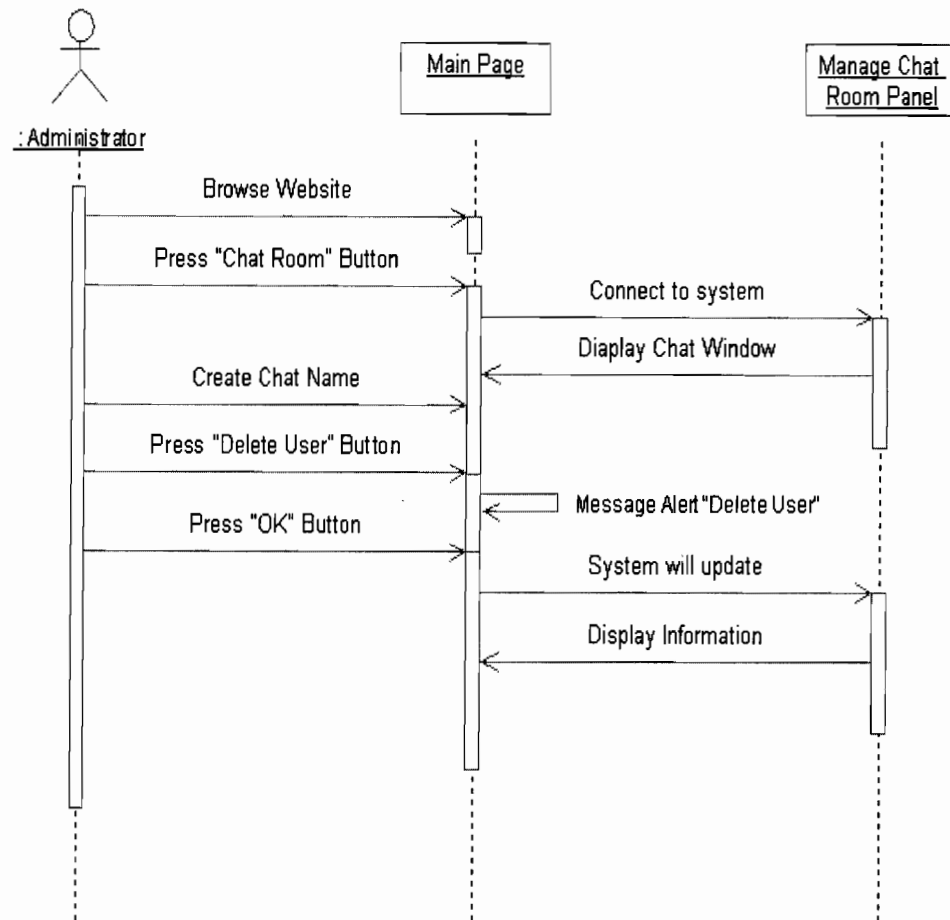 : Administrator
Main Page
Manage Chat
Room Panel
Browse Website
Press "Chat Room" Button
Connect to system
Diaplay Chat Window
Create Chat Name
Press "Delete User" Button
Message Alert "Delete User"
Press "OK" Button
System will update
Display Information